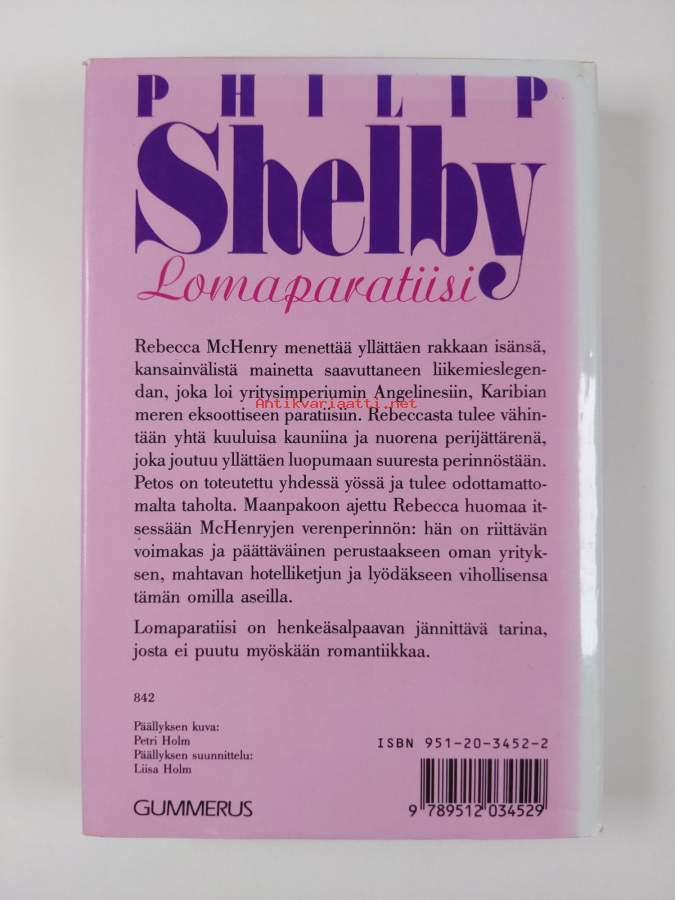 PHILIP
Shelby
Lomaparatiisi
Rebecca McHenry menettää yllättäen rakkaan isänsä,
kansainvälistä mainetta saavuttaneen liikemieslegen-
dan, joka loi yritysimperiumin Angelinesiin, Karibian
meren eksoottiseen paratiisiin. Rebeccasta tulee vähin-
Antikvariaatti.net
tään yhtä kuuluisa kauniina ja nuorena perijättärenä,
joka joutuu yllättäen luopumaan suuresta perinnöstään.
Petos on toteutettu yhdessä yössä ja tulee odottamatto-
malta taholta. Maanpakoon ajettu Rebecca huomaa it-
sessään McHenryjen verenperinnön: hän on riittävän
voimakas ja päättäväinen perustaakseen oman yrityk-
sen, mahtavan hotelliketjun ja lyödäkseen vihollisensa
tämän omilla aseilla.
Lomaparatiisi on henkeäsalpaavan jännittävä tarina,
josta ei puutu myöskään romantiikkaa.
842
Päällyksen kuva:
Petri Holm
Päällyksen suunnittelu:
Liisa Holm
GUMMERUS
ISBN 951-20-3452-2
9 789512 034529